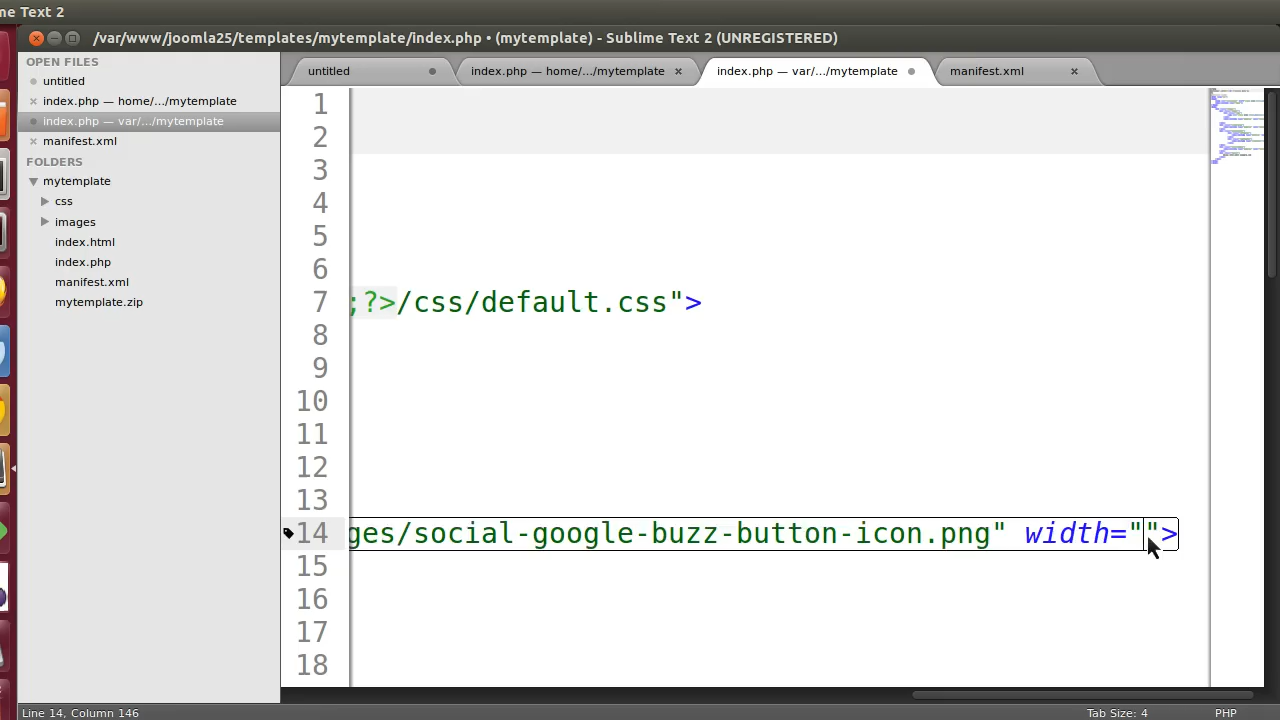 me Text 2
/var/www/joomla25/templates/mytemplate/index.php • (mytemplate) - Sublime Text 2 (UNREGISTERED)
OPEN FILES
untitled
index.php — home/.../mytemplate
index.php — var/.../mytemplate
manifest.xml
FOLDERS
mytemplate
css
images
index.html
index.php
manifest.xml
mytemplate.zip
untitled
index.php — home/.../mytemplate
index.php — var/.../mytemplate
manifest.xml
1
2
3
4
5
6
7 ;?>/css/default.css">
8
9
10
11
12
13
14 ges/social-google-buzz-button-icon.png" width="">
15
16
17
18
Line 14, Column 146
Tab Size: 4
PHP